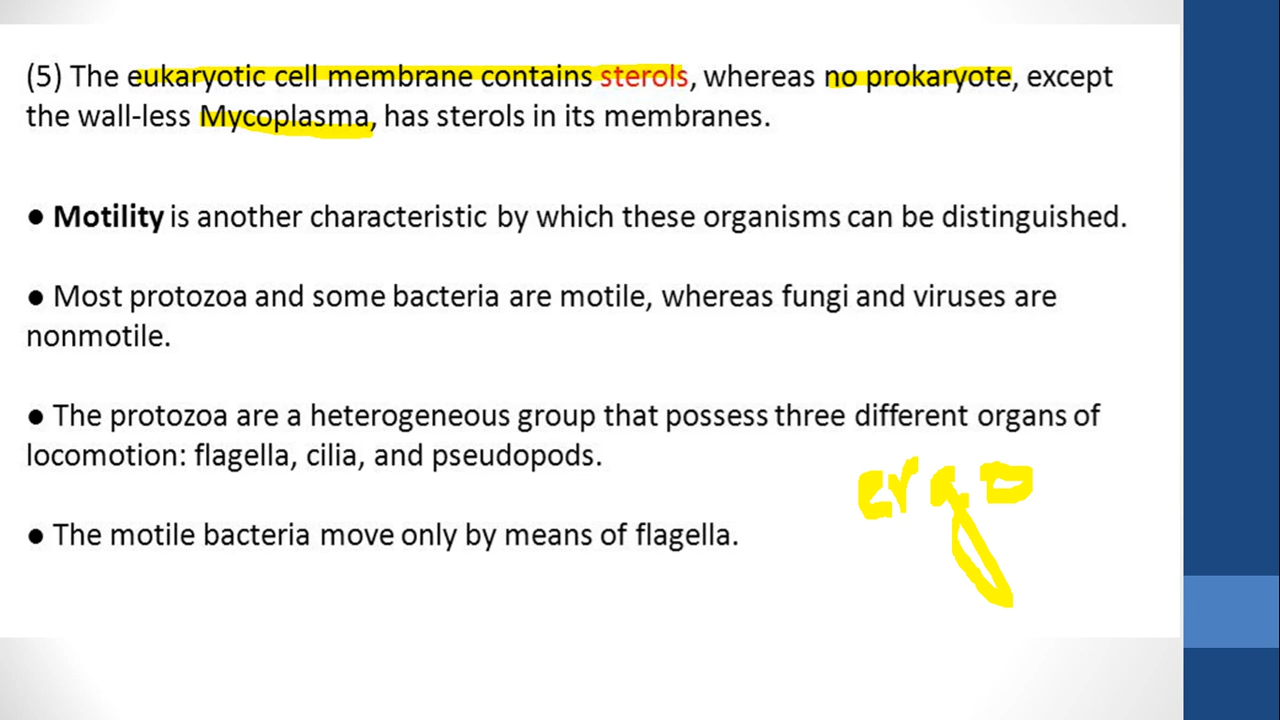 (5) The eukaryotic cell membrane contains sterols, whereas no prokaryote, except
the wall-less Mycoplasma, has sterols in its membranes.
● Motility is another characteristic by which these organisms can be distinguished.
● Most protozoa and some bacteria are motile, whereas fungi and viruses are
nonmotile.
● The protozoa are a heterogeneous group that possess three different organs of
locomotion: flagella, cilia, and pseudopods.
ergo
● The motile bacteria move only by means of flagella.